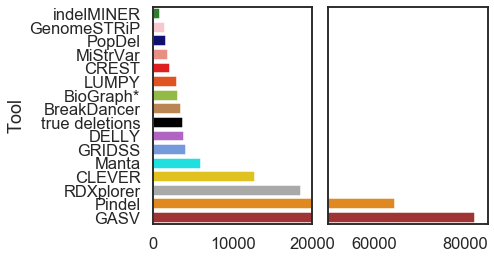 indelMINER
GenomeSTRiP
PopDel
MiStrVar
CREST
LUMPY
BioGraph*
BreakDancer
true deletions
DELLY
GRIDSS
Manta
CLEVER
RDXplorer
Pindel
GASV
Tool
0 10000 20000 60000 80000